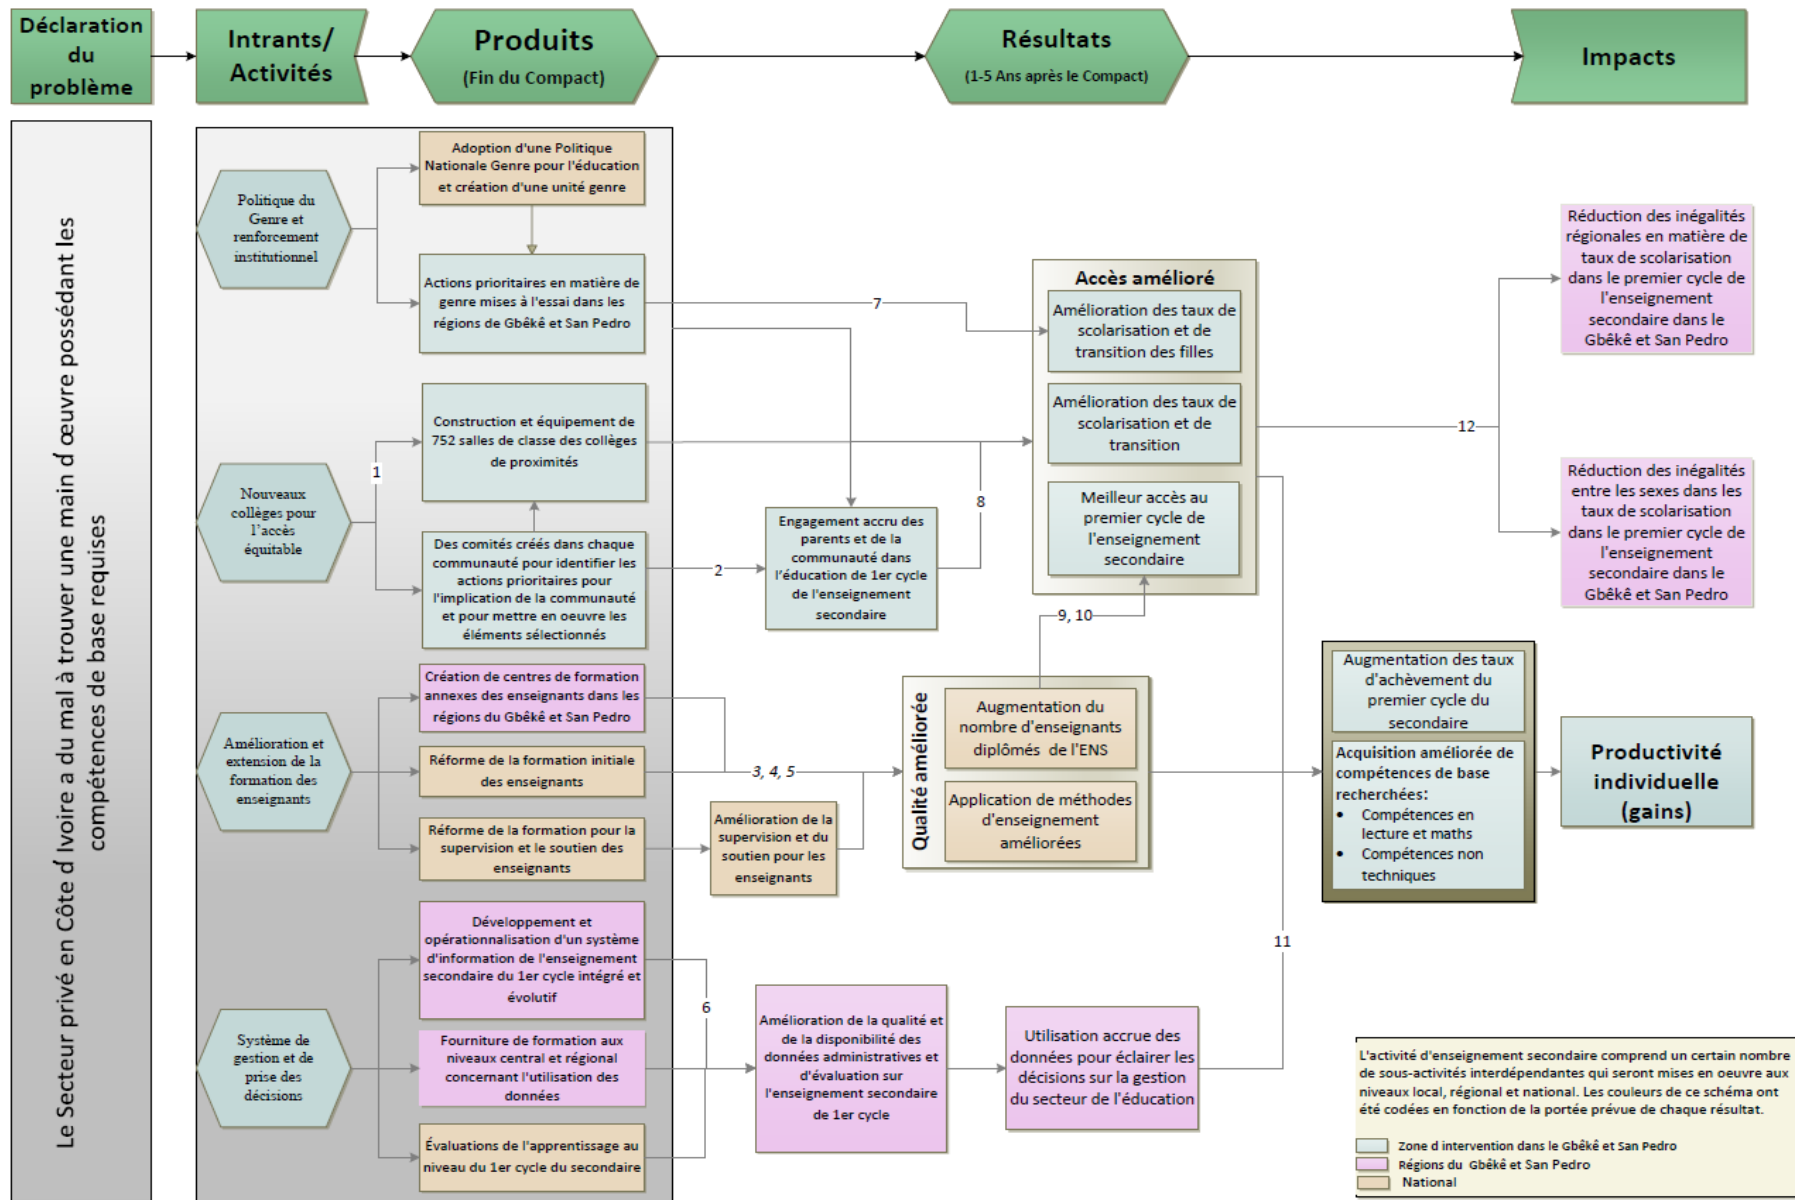 Déclaration
du
problème
Intrants/
Activités
Produits
(Fin du Compact)
Résultats
(1-5 Ans après le Compact)
Impacts
Le Secteur privé en Côte d Ivoire a du mal à trouver une main d œuvre possédant les
compétences de base requises
Politique du
Genre et
renforcement
institutionnel
Adoption d'une Politique
Nationale Genre pour l'éducation
et création d'une unité genre
Actions prioritaires en matière de
genre mises à l'essai dans les
régions de Gbêkê et San Pedro
7
Nouveaux
collèges pour
l'accès
équitable
1
Construction et équipement de
752 salles de classe des collèges
de proximités
Des comités créés dans chaque
communauté pour identifier les
actions prioritaires pour
l'implication de la communauté
et pour mettre en oeuvre les
éléments sélectionnés
2
Engagement accru des
parents et de la
communauté dans
l'éducation de 1er cycle
de l'enseignement
secondaire
8
Accès amélioré
Amélioration des taux de
scolarisation et de
transition des filles
Amélioration des taux de
scolarisation et de
transition
Meilleur accès au
premier cycle de
l'enseignement
secondaire
9, 10
12
Réduction des inégalités
régionales en matière de
taux de scolarisation
dans le premier cycle de
l'enseignement
secondaire dans le
Gbêkê et San Pedro
Réduction des inégalités
entre les sexes dans les
taux de scolarisation
dans le premier cycle de
l'enseignement
secondaire dans le
Gbêkê et San Pedro
Amélioration et
extension de la
formation des
enseignants
Création de centres de formation
annexes des enseignants dans les
régions du Gbêkê et San Pedro
Réforme de la formation initiale
des enseignants
Réforme de la formation pour la
supervision et le soutien des
enseignants
3, 4, 5
Amélioration de la
supervision et du
soutien pour les
enseignants
Qualité améliorée
Augmentation du
nombre d'enseignants
diplômés de l'ENS
Application de méthodes
d'enseignement
améliorées
Augmentation des taux
d'achèvement du
premier cycle du
secondaire
Acquisition améliorée de
compétences de base
recherchées:
• Compétences en
lecture et maths
• Compétences non
techniques
Productivité
individuelle
(gains)
Système de
gestion et de
prise des
décisions
Développement et
opérationnalisation d'un système
d'information de l'enseignement
secondaire du 1er cycle intégré et
évolutif
Fourniture de formation aux
niveaux central et régional
concernant l'utilisation des
données
Évaluations de l'apprentissage au
niveau du 1er cycle du secondaire
6
Amélioration de la qualité et
de la disponibilité des
données administratives et
d'évaluation sur
l'enseignement secondaire
de 1er cycle
Utilisation accrue des
données pour éclairer les
décisions sur la gestion
du secteur de l'éducation
11
L'activité d'enseignement secondaire comprend un certain nombre
de sous-activités interdépendantes qui seront mises en oeuvre aux
niveaux local, régional et national. Les couleurs de ce schéma ont
été codées en fonction de la portée prévue de chaque résultat.
Zone d intervention dans le Gbêkê et San Pedro
Régions du Gbêkê et San Pedro
National